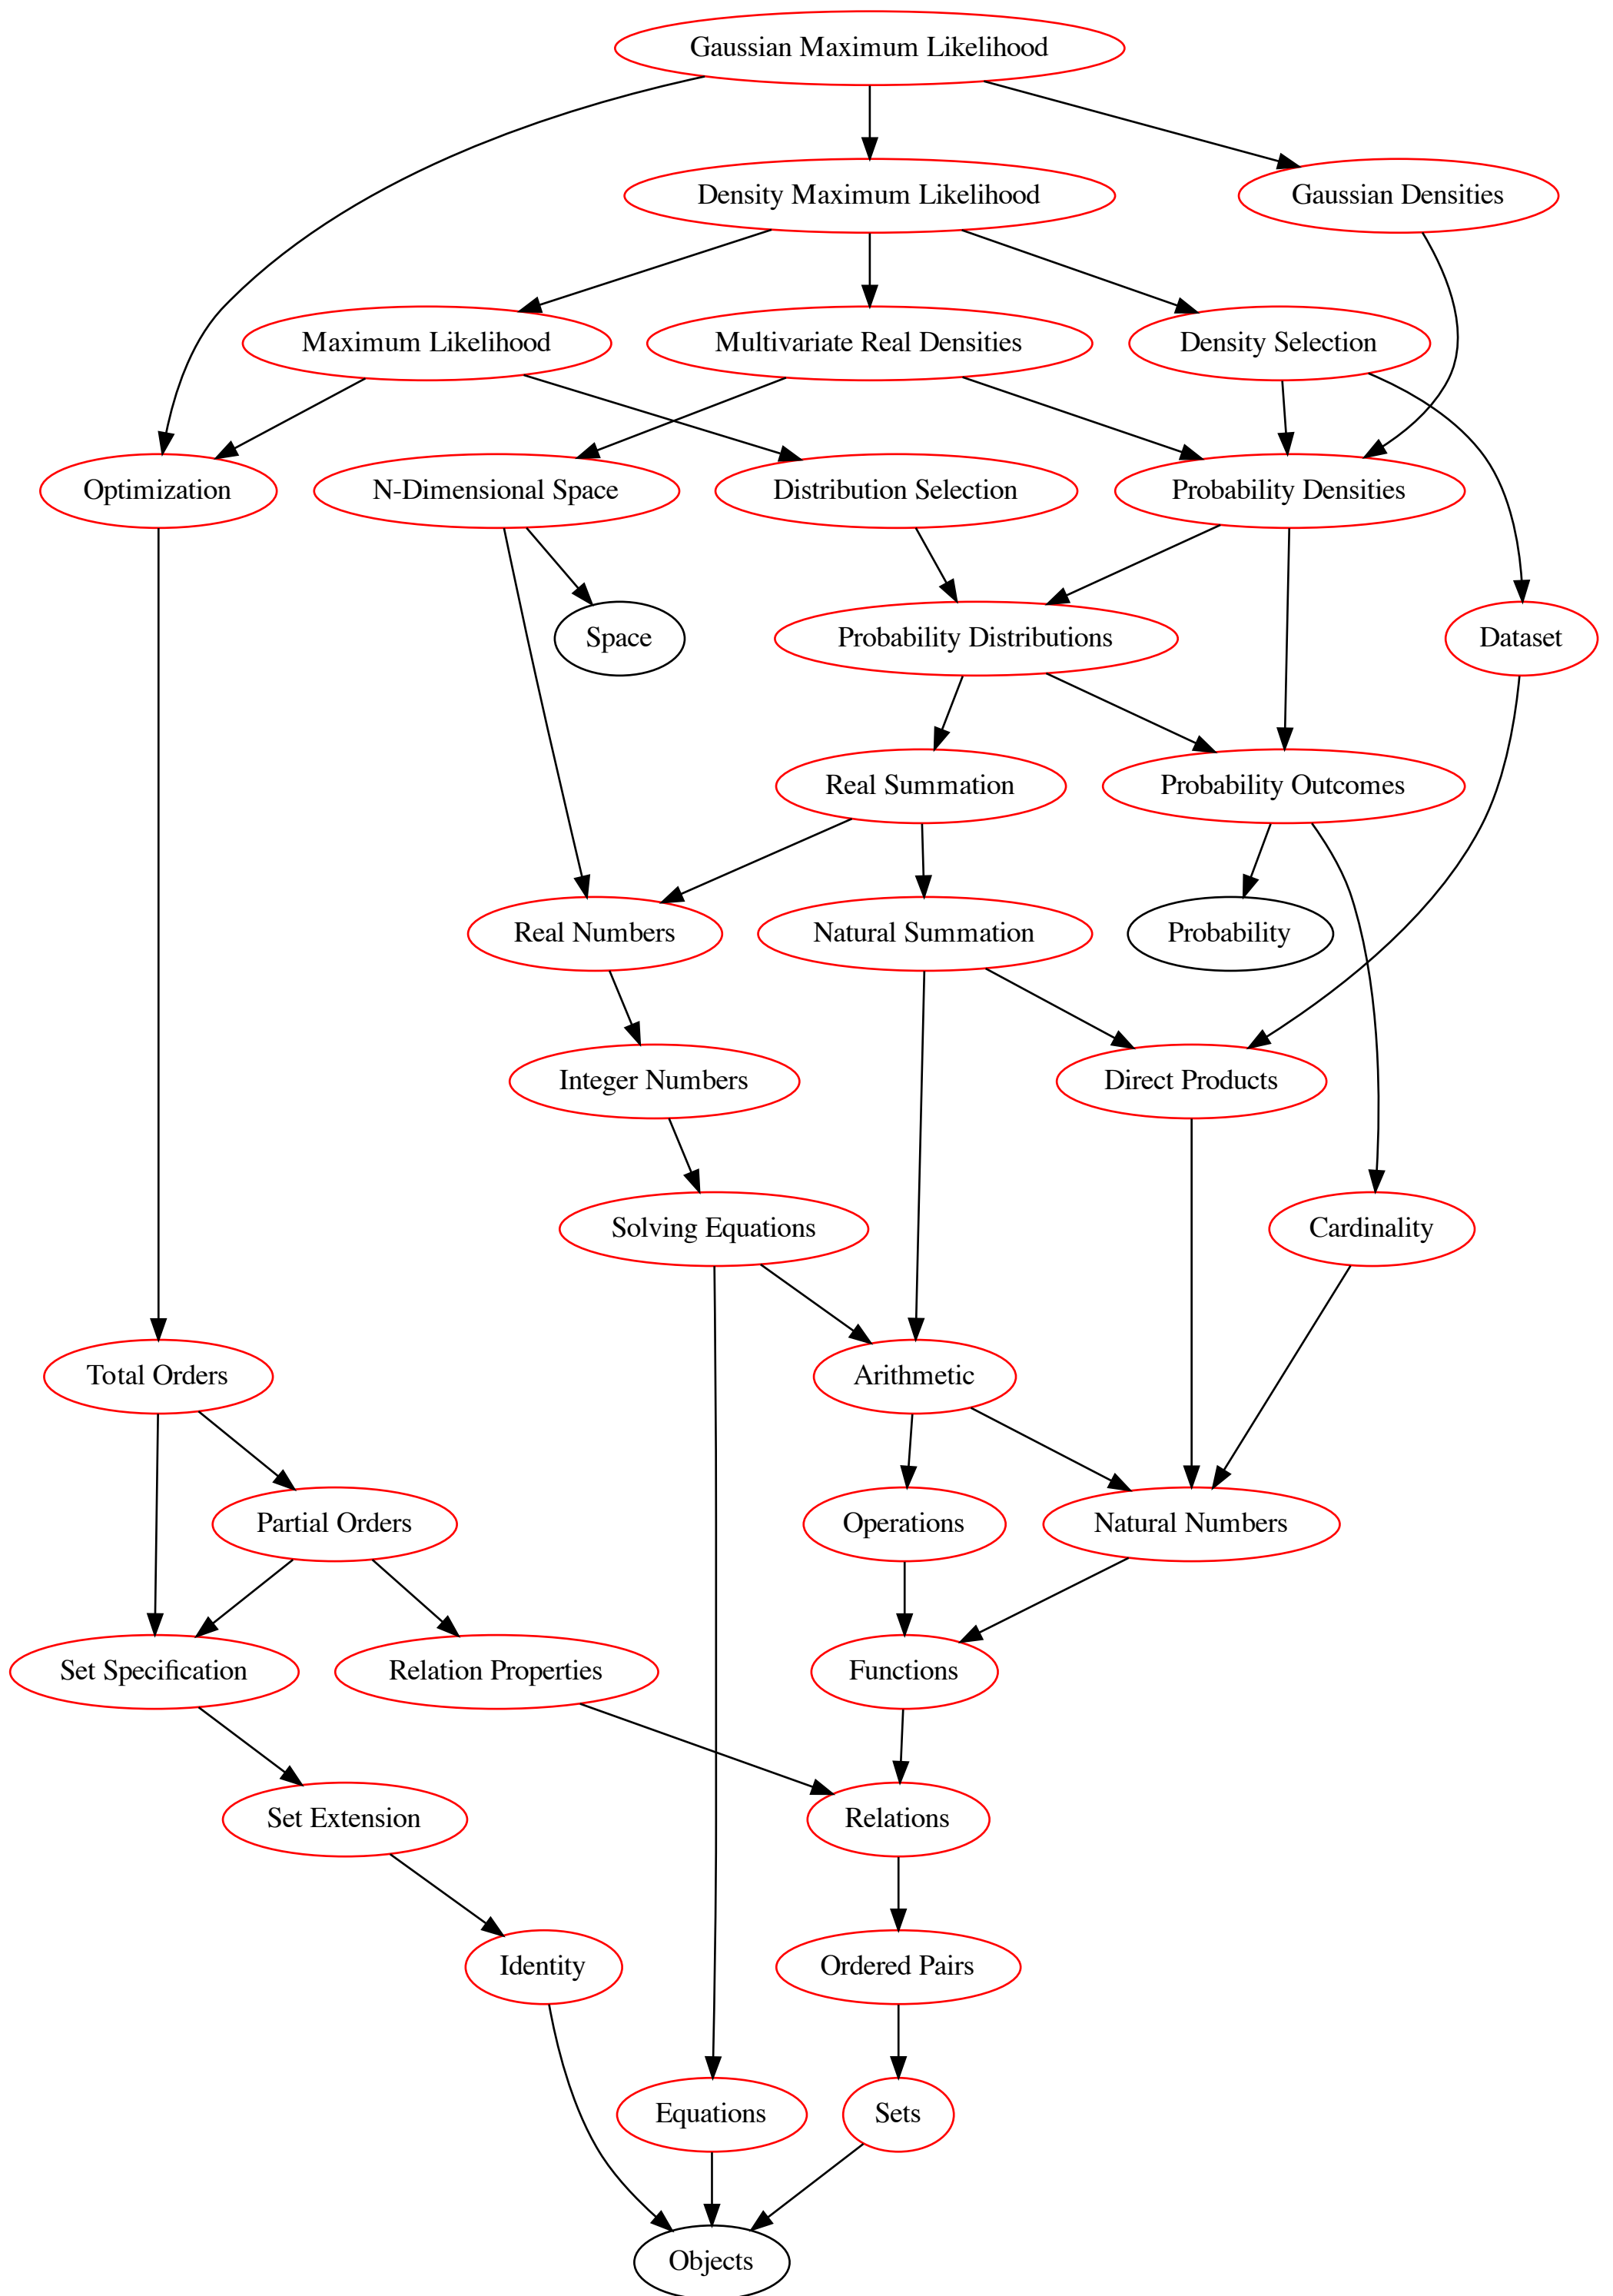 Gaussian Maximum Likelihood
Density Maximum Likelihood
Gaussian Densities
Maximum Likelihood
Multivariate Real Densities
Density Selection
Optimization
N-Dimensional Space
Distribution Selection
Probability Densities
Space
Probability Distributions
Dataset
Real Summation
Probability Outcomes
Real Numbers
Natural Summation
Probability
Integer Numbers
Direct Products
Solving Equations
Cardinality
Total Orders
Arithmetic
Partial Orders
Operations
Natural Numbers
Set Specification
Relation Properties
Functions
Set Extension
Relations
Identity
Ordered Pairs
Equations
Sets
Objects